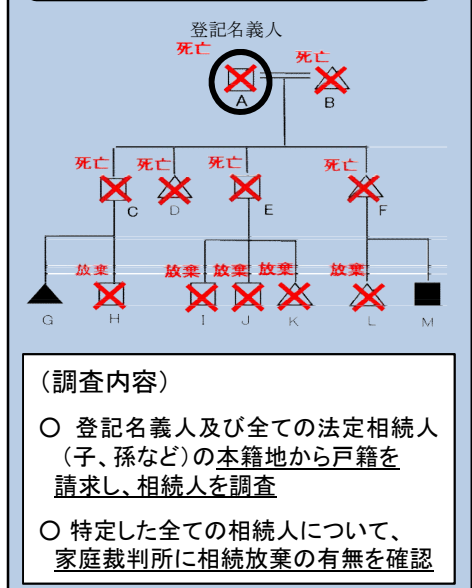 登記名義人
死亡 死亡
A B
死亡 死亡 死亡 死亡
C D E F
放棄 放棄 放棄 放棄 放棄
G H I J K L M
（調査内容）
○ 登記名義人及び全ての法定相続人
（子、孫など）の本籍地から戸籍を
請求し、相続人を調査
○ 特定した全ての相続人について、
家庭裁判所に相続放棄の有無を確認